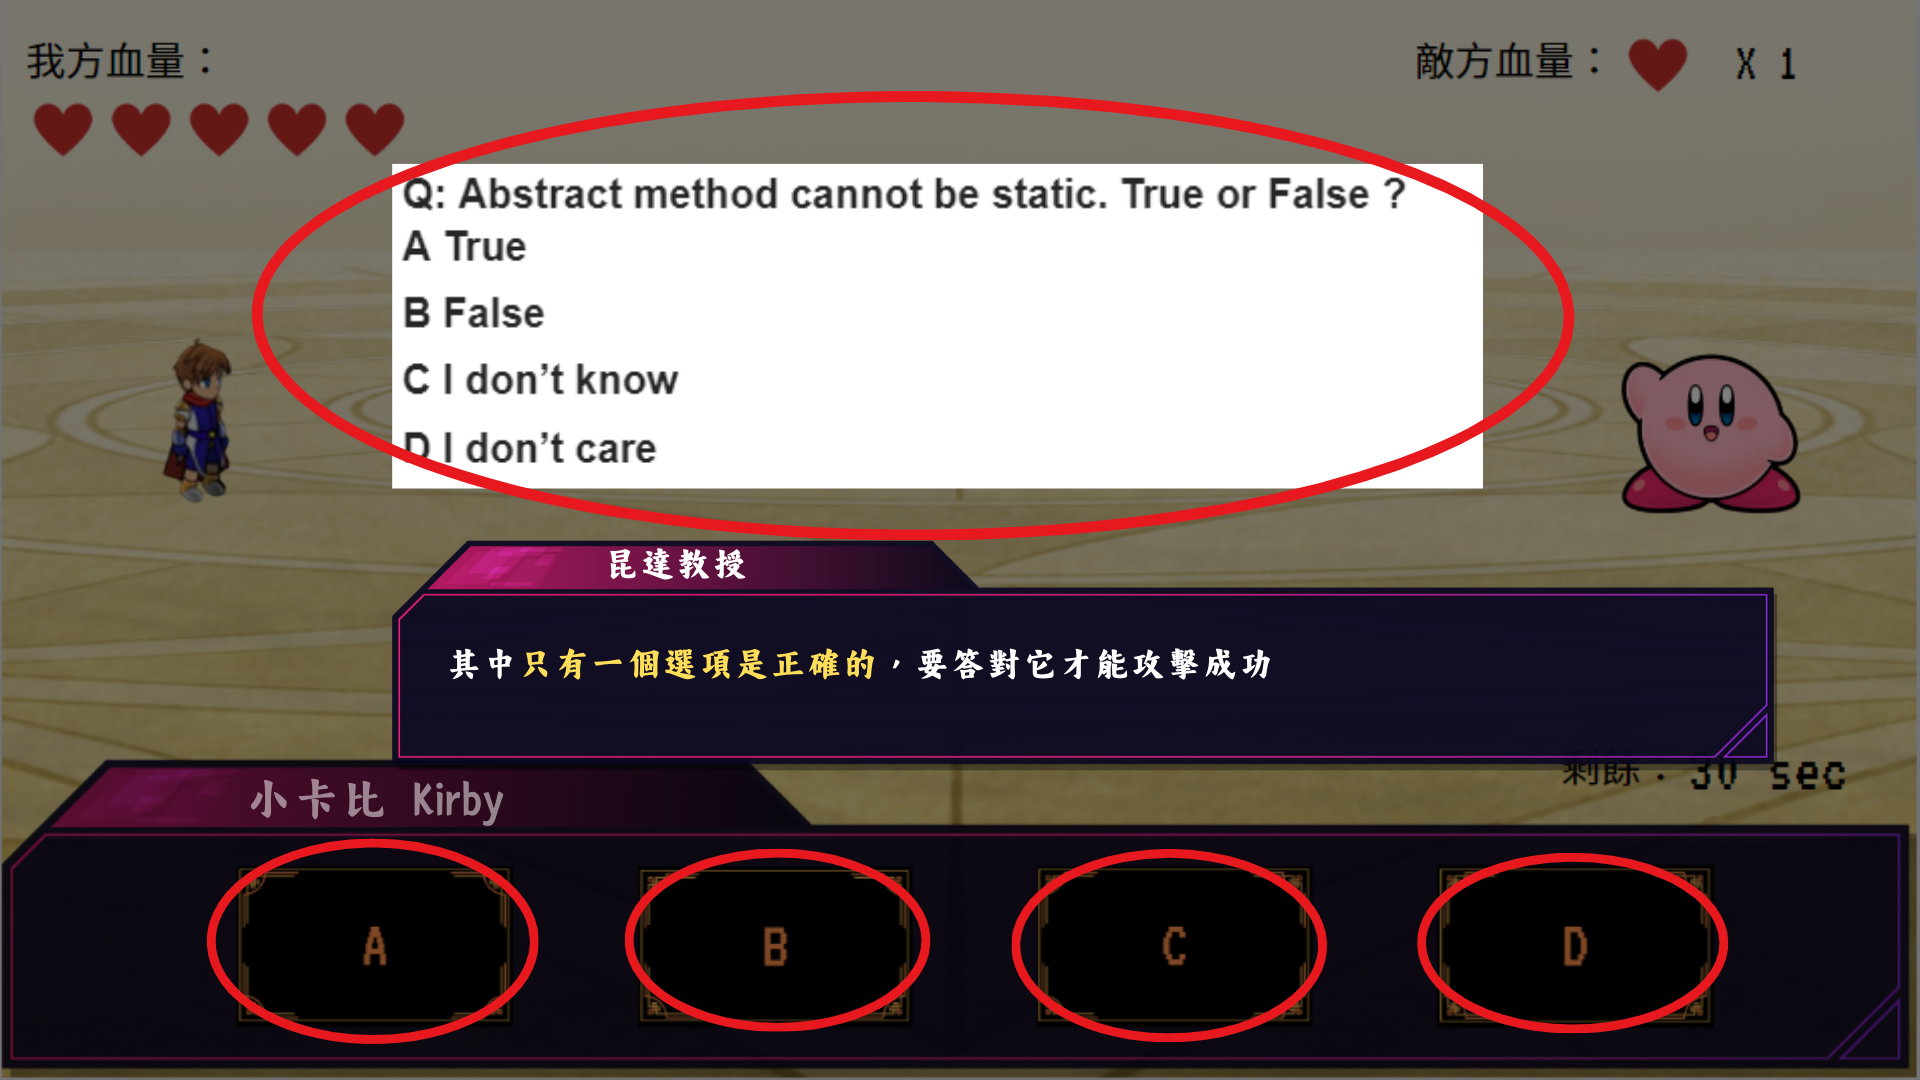 我方血量：
敵方血量： X 1
Q: Abstract method cannot be static. True or False ?
A True
B False
C I don’t know
D I don’t care
昆達教授
其中只有一個選項是正確的，要答對它才能攻擊成功
剩餘：30 sec
小卡比 Kirby
A B C D